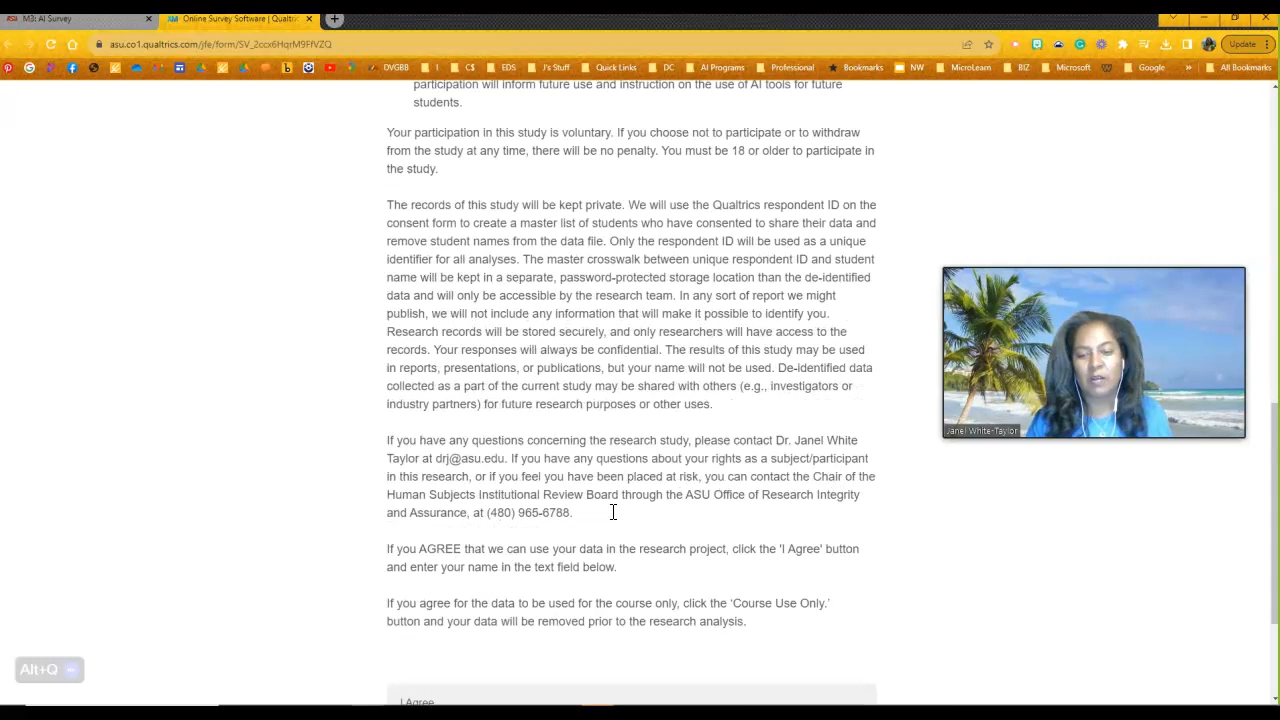 M3: AI Survey
Online Survey Software | Qualtri
asu.co1.qualtrics.com/jfe/form/SV_2ccx6HqrM9FfVZQ
Update
DVGBB
I
C$
EDS
J's Stuff
Quick Links
DC
AI Programs
Professional
Bookmarks
NW
MicroLearn
BIZ
Microsoft
Google
»
All Bookmarks
participation will inform future use and instruction on the use of AI tools for future
students.
Your participation in this study is voluntary. If you choose not to participate or to withdraw
from the study at any time, there will be no penalty. You must be 18 or older to participate in
the study.
The records of this study will be kept private. We will use the Qualtrics respondent ID on the
consent form to create a master list of students who have consented to share their data and
remove student names from the data file. Only the respondent ID will be used as a unique
identifier for all analyses. The master crosswalk between unique respondent ID and student
name will be kept in a separate, password-protected storage location than the de-identified
data and will only be accessible by the research team. In any sort of report we might
publish, we will not include any information that will make it possible to identify you.
Research records will be stored securely, and only researchers will have access to the
records. Your responses will always be confidential. The results of this study may be used
in reports, presentations, or publications, but your name will not be used. De-identified data
collected as a part of the current study may be shared with others (e.g., investigators or
industry partners) for future research purposes or other uses.
If you have any questions concerning the research study, please contact Dr. Janel White
Taylor at drj@asu.edu. If you have any questions about your rights as a subject/participant
in this research, or if you feel you have been placed at risk, you can contact the Chair of the
Human Subjects Institutional Review Board through the ASU Office of Research Integrity
and Assurance, at (480) 965-6788.
If you AGREE that we can use your data in the research project, click the 'I Agree' button
and enter your name in the text field below.
If you agree for the data to be used for the course only, click the ‘Course Use Only.’
button and your data will be removed prior to the research analysis.
I Agree
Janel White-Taylor
Alt+Q